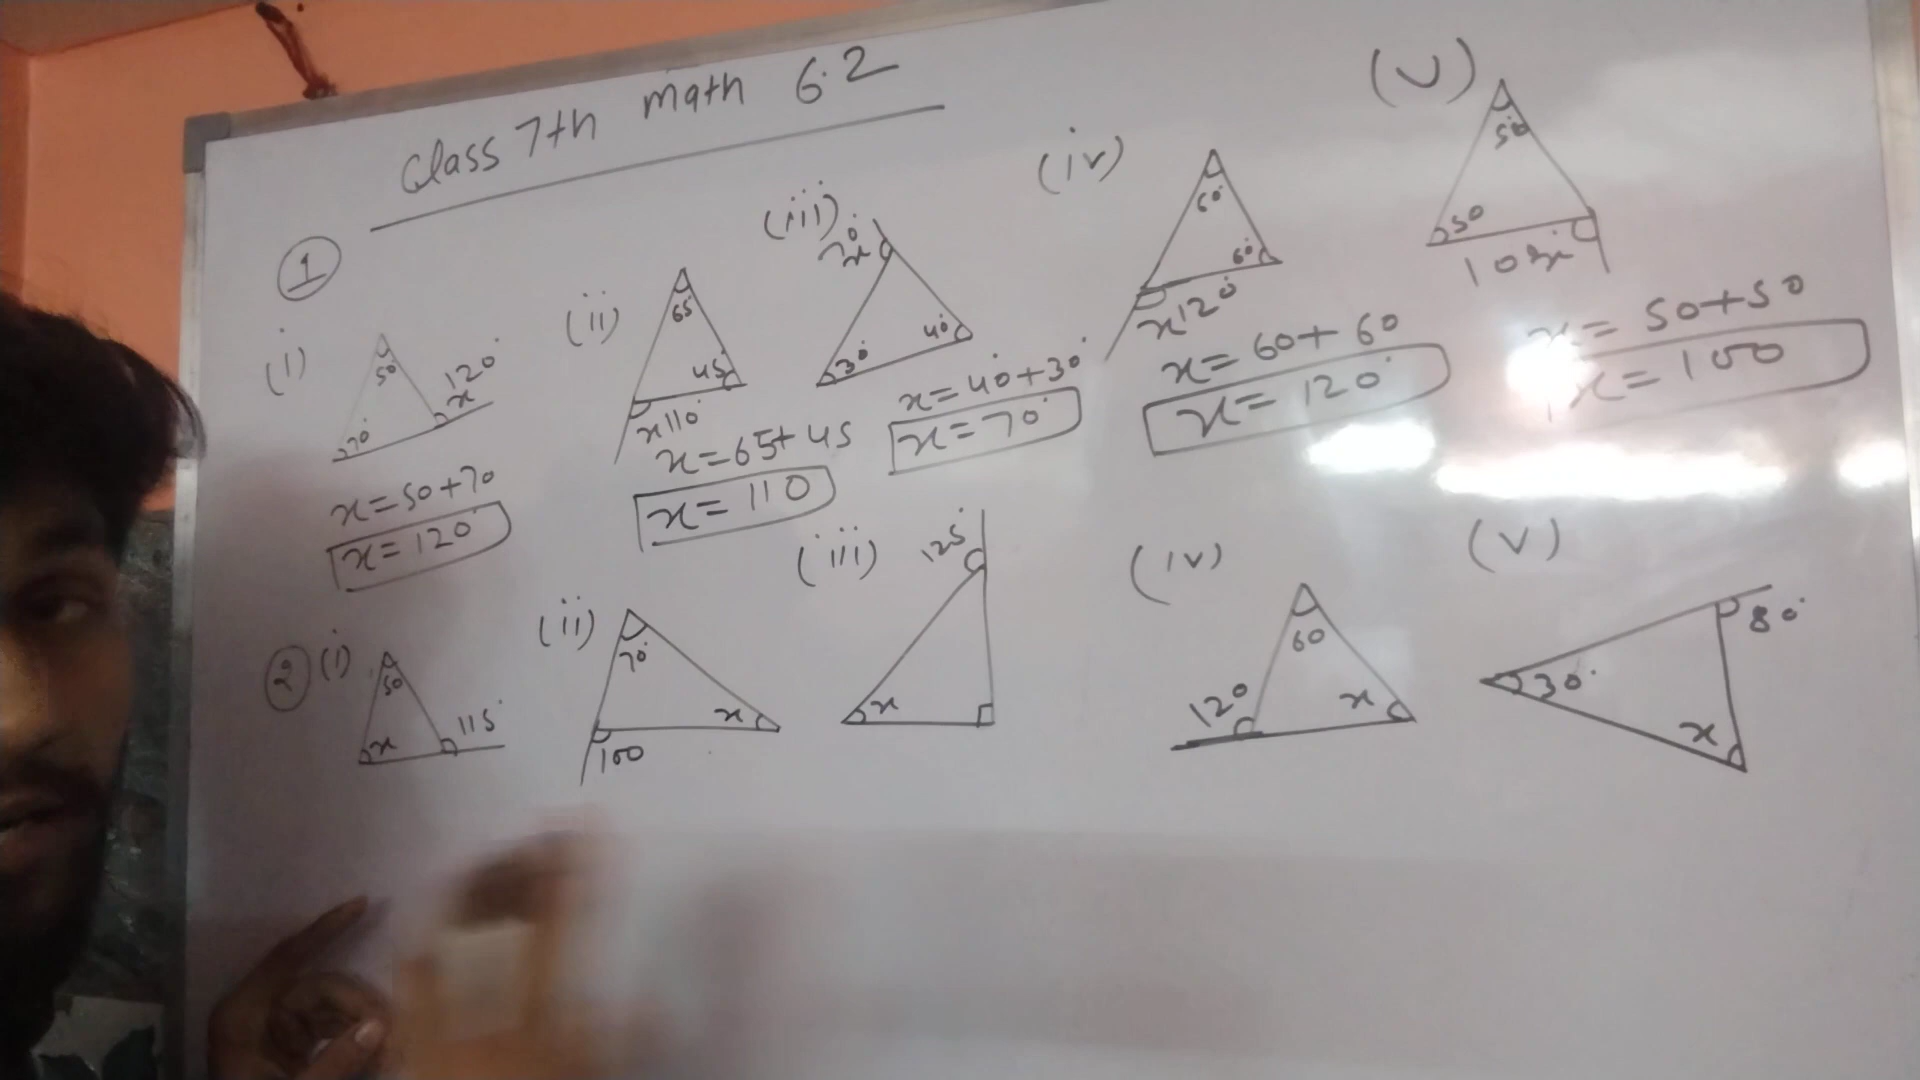 Class 7th math 6.2
①
(i)
50°
70°
120°
x
x=50+70
x=120°
(ii)
65°
45°
x110°
x=65+45
x=110
(iii)
70°
x
40°
30°
x=40+30°
x=70°
(iv)
60°
60°
x120°
x=60+60
x=120°
(v)
50
50
x=50+50
x=100
② (i)
50
x
115°
(ii)
70°
x
100
(iii)
125°
x
(iv)
60
120
x
(v)
80°
30°
x